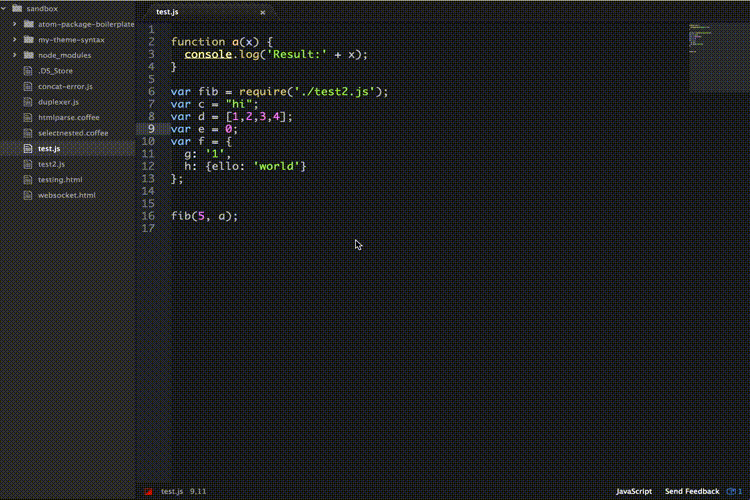 sandbox
atom-package-boilerplate
my-theme-syntax
node_modules
.DS_Store
concat-error.js
duplexer.js
htmlparse.coffee
selectnested.coffee
test.js
test2.js
testing.html
websocket.html
test.js
1
2 function a(x) {
3 console.log('Result:' + x);
4 }
5
6 var fib = require('./test2.js');
7 var c = "hi";
8 var d = [1,2,3,4];
9 var e = 0;
10 var f = {
11 g: '1',
12 h: {ello: 'world'}
13 };
14
15
16 fib(5, a);
17
test.js 9,11
JavaScript Send Feedback 1